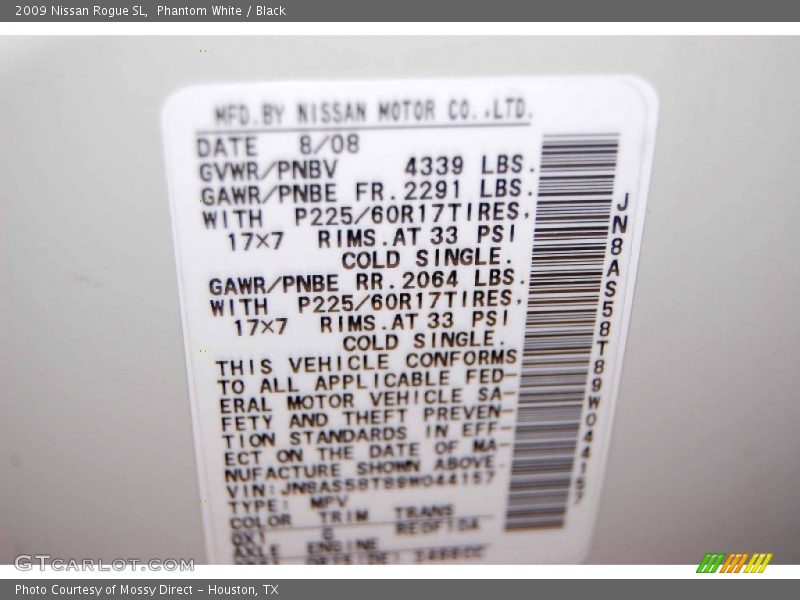 2009 Nissan Rogue SL, Phantom White / Black
MFD.BY NISSAN MOTOR CO.,LTD.
DATE 8/08
GVWR/PNBV 4339 LBS.
GAWR/PNBE FR.2291 LBS.
WITH P225/60R17TIRES,
17×7 RIMS.AT 33 PSI
COLD SINGLE.
GAWR/PNBE RR.2064 LBS.
WITH P225/60R17TIRES,
17×7 RIMS.AT 33 PSI
COLD SINGLE.
THIS VEHICLE CONFORMS
TO ALL APPLICABLE FED-
ERAL MOTOR VEHICLE SA-
FETY AND THEFT PREVEN-
TION STANDARDS IN EFF-
ECT ON THE DATE OF MA-
NUFACTURE SHOWN ABOVE.
VIN:JN8AS58T89W044157
TYPE: MPV
COLOR TRIM TRANS
QX1 G RE0F10A
AXLE ENGINE
2488CC
JN8AS58T89W044157
GTCarLot.com
Photo Courtesy of Mossy Direct - Houston, TX